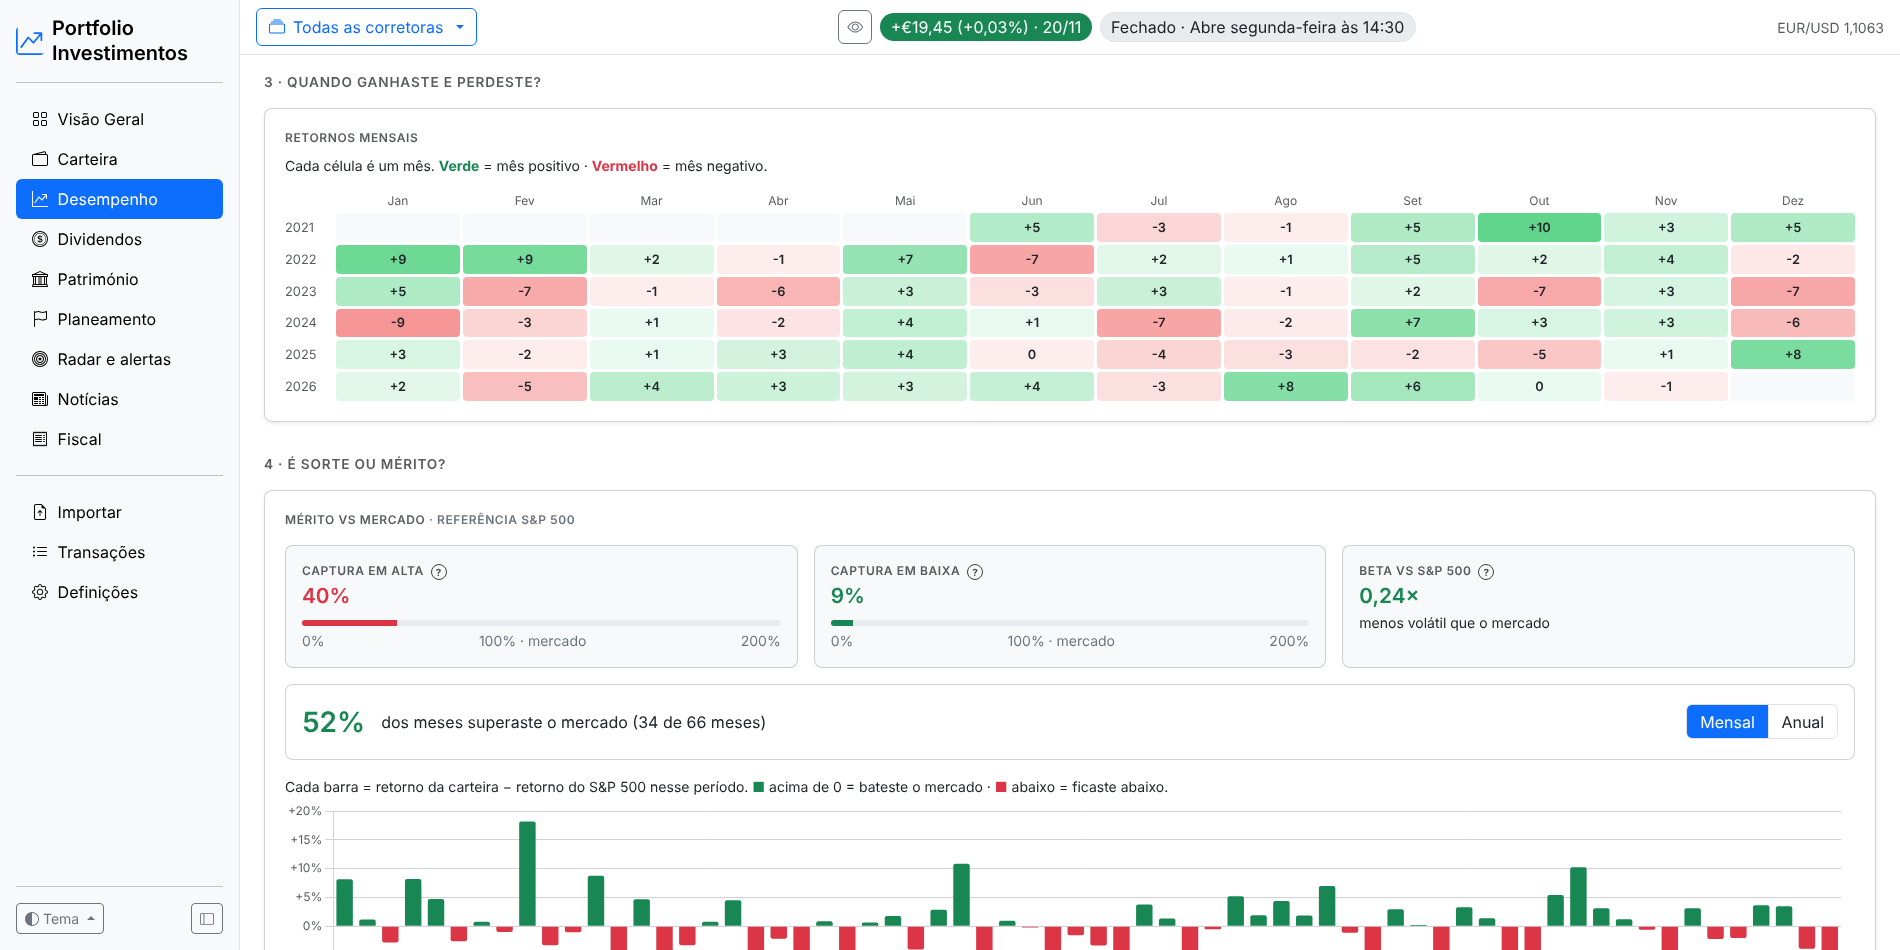 Portfolio
Investimentos
Visão Geral
Carteira
Desempenho
Dividendos
Património
Planeamento
Radar e alertas
Notícias
Fiscal
Importar
Transações
Definições
Tema
Todas as corretoras
+€19,45 (+0,03%) · 20/11
Fechado · Abre segunda-feira às 14:30
EUR/USD 1,1063
3 · QUANDO GANHASTE E PERDESTE?
RETORNOS MENSAIS
Cada célula é um mês. Verde = mês positivo · Vermelho = mês negativo.
Jan Fev Mar Abr Mai Jun Jul Ago Set Out Nov Dez
2021 +5 -3 -1 +5 +10 +3 +5
2022 +9 +9 +2 -1 +7 -7 +2 +1 +5 +2 +4 -2
2023 +5 -7 -1 -6 +3 -3 +3 -1 +2 -7 +3 -7
2024 -9 -3 +1 -2 +4 +1 -7 -2 +7 +3 +3 -6
2025 +3 -2 +1 +3 +4 0 -4 -3 -2 -5 +1 +8
2026 +2 -5 +4 +3 +3 +4 -3 +8 +6 0 -1
4 · É SORTE OU MÉRITO?
MÉRITO VS MERCADO · REFERÊNCIA S&P 500
CAPTURA EM ALTA ?
40%
0% 100% · mercado 200%
CAPTURA EM BAIXA ?
9%
0% 100% · mercado 200%
BETA VS S&P 500 ?
0,24×
menos volátil que o mercado
52% dos meses superaste o mercado (34 de 66 meses)
Mensal Anual
Cada barra = retorno da carteira − retorno do S&P 500 nesse período. acima de 0 = bateste o mercado · abaixo = ficaste abaixo.
+20%
+15%
+10%
+5%
0%